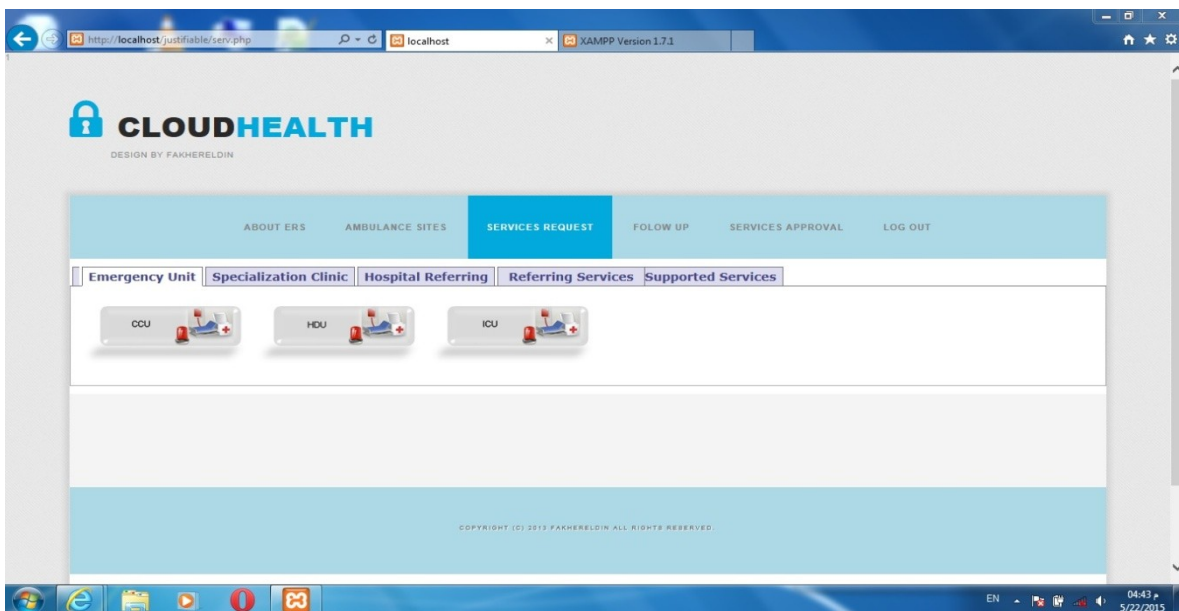 http://localhost/justifiable/serv.php
localhost
XAMPP Version 1.7.1
1
CLOUDHEALTH
DESIGN BY FAKHERELDIN
ABOUT ERS AMBULANCE SITES SERVICES REQUEST FOLOW UP SERVICES APPROVAL LOG OUT
Emergency Unit Specialization Clinic Hospital Referring Referring Services Supported Services
CCU HDU ICU
COPYRIGHT (C) 2013 FAKHERELDIN ALL RIGHTS RESERVED.
EN 04:43 م
5/22/2015